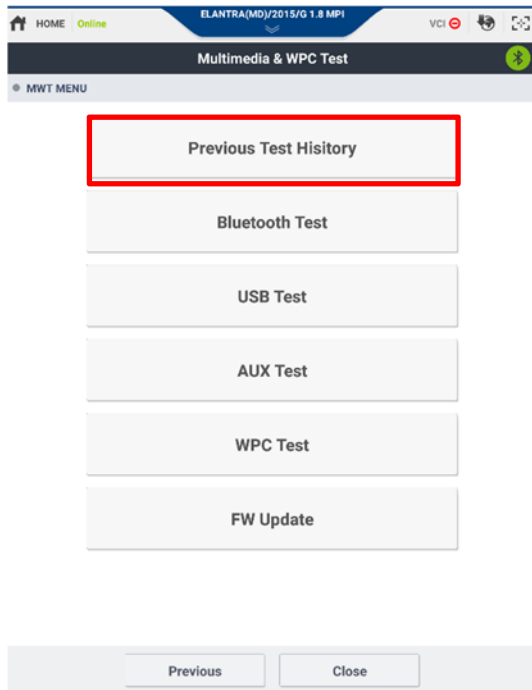 HOME Online ELANTRA(MD)/2015/G 1.8 MPI VCI
Multimedia & WPC Test
MWT MENU
Previous Test Hisitory
Bluetooth Test
USB Test
AUX Test
WPC Test
FW Update
Previous Close